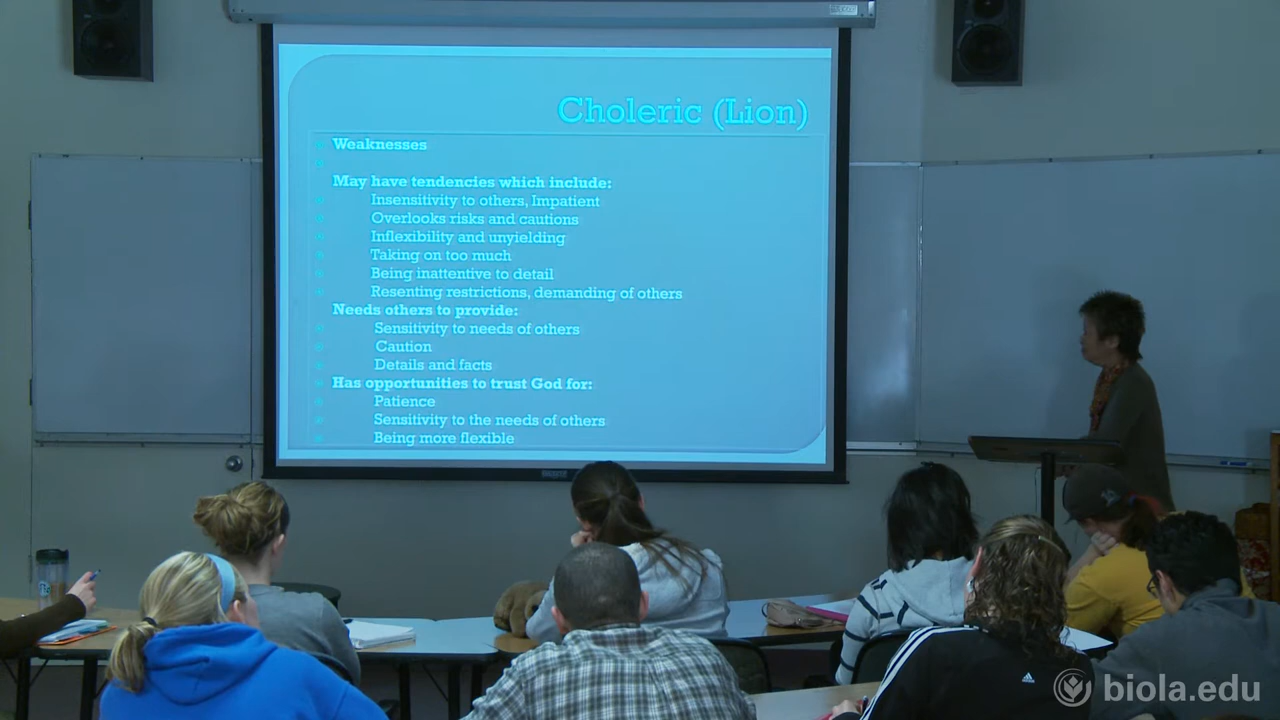 Choleric (Lion)
Weaknesses
May have tendencies which include:
Insensitivity to others, Impatient
Overlooks risks and cautions
Inflexibility and unyielding
Taking on too much
Being inattentive to detail
Resenting restrictions, demanding of others
Needs others to provide:
Sensitivity to needs of others
Caution
Details and facts
Has opportunities to trust God for:
Patience
Sensitivity to the needs of others
Being more flexible
biola.edu